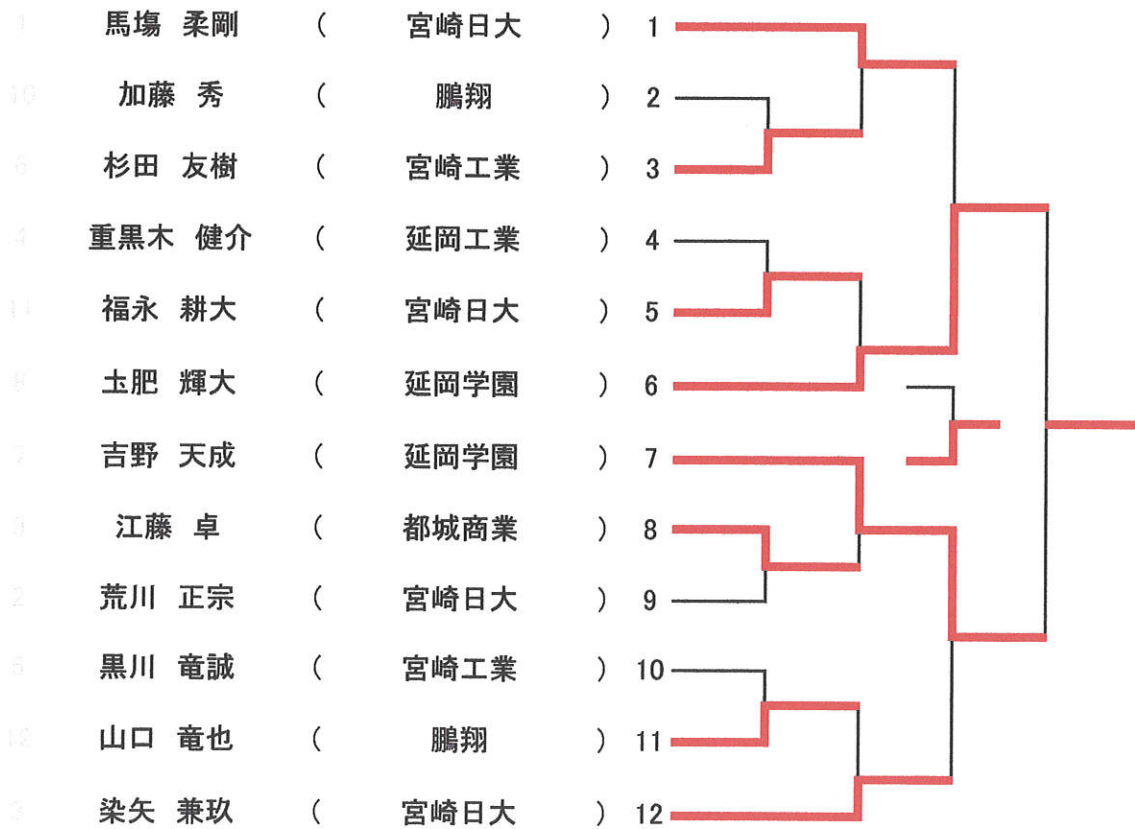 馬塲 柔剛 ( 宮崎日大 ) 1
加藤 秀 ( 鵬翔 ) 2
杉田 友樹 ( 宮崎工業 ) 3
重黒木 健介 ( 延岡工業 ) 4
福永 耕大 ( 宮崎日大 ) 5
圡肥 輝大 ( 延岡学園 ) 6
吉野 天成 ( 延岡学園 ) 7
江藤 卓 ( 都城商業 ) 8
荒川 正宗 ( 宮崎日大 ) 9
黒川 竜誠 ( 宮崎工業 ) 10
山口 竜也 ( 鵬翔 ) 11
染矢 兼玖 ( 宮崎日大 ) 12